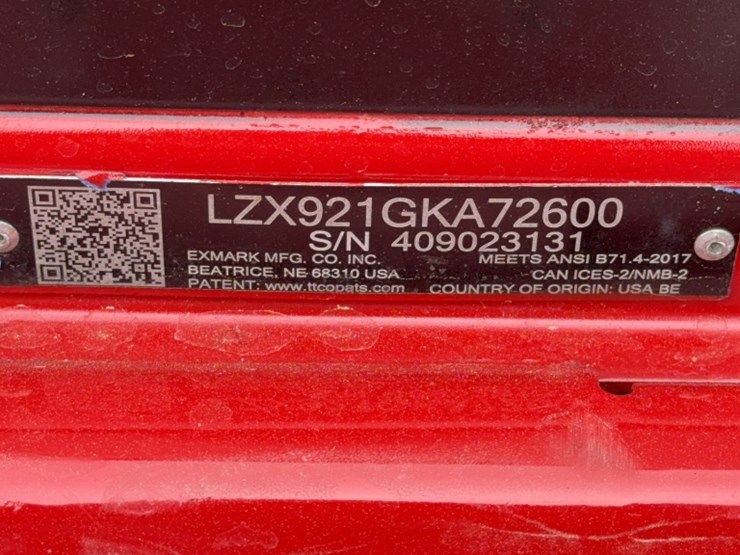 LZX921GKA72600
S/N 409023131
EXMARK MFG. CO. INC. MEETS ANSI B71.4-2017
BEATRICE, NE 68310 USA CAN ICES-2/NMB-2
PATENT: www.ttcopats.com COUNTRY OF ORIGIN: USA BE